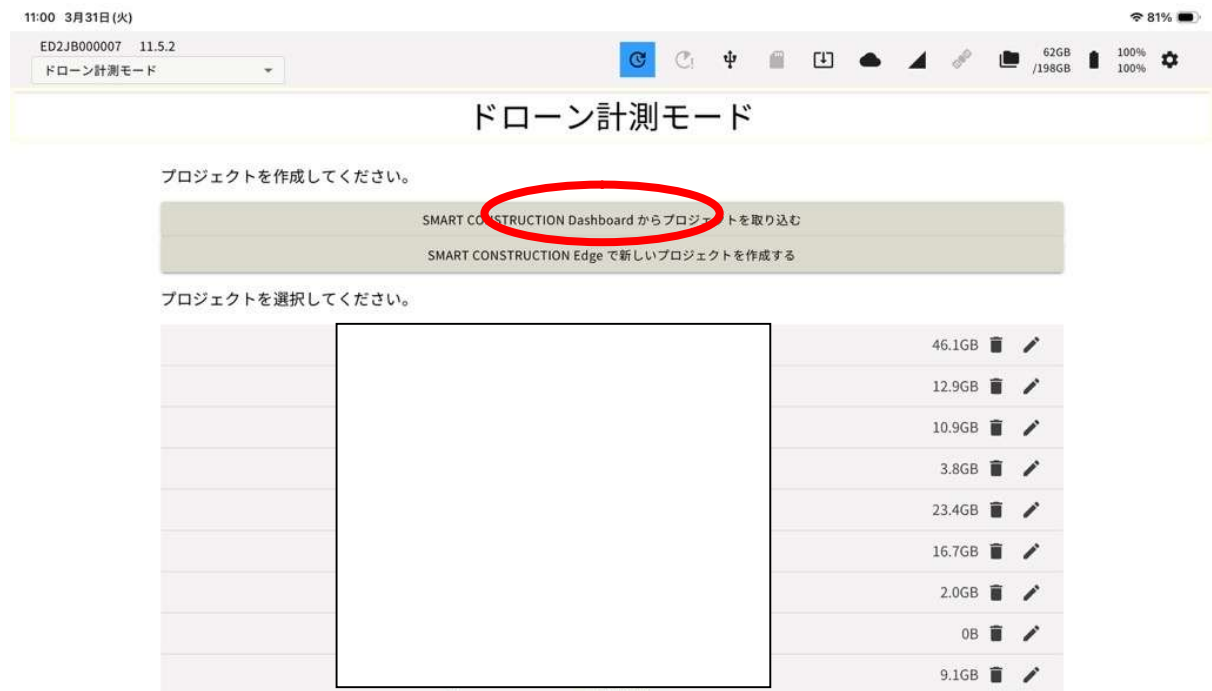 11:00 3月31日(火)
81%
ED2JB000007 11.5.2
ドローン計測モード
62GB
/198GB
100%
100%
ドローン計測モード
プロジェクトを作成してください。
SMART CONSTRUCTION Dashboard からプロジェクトを取り込む
SMART CONSTRUCTION Edge で新しいプロジェクトを作成する
プロジェクトを選択してください。
46.1GB
12.9GB
10.9GB
3.8GB
23.4GB
16.7GB
2.0GB
0B
9.1GB